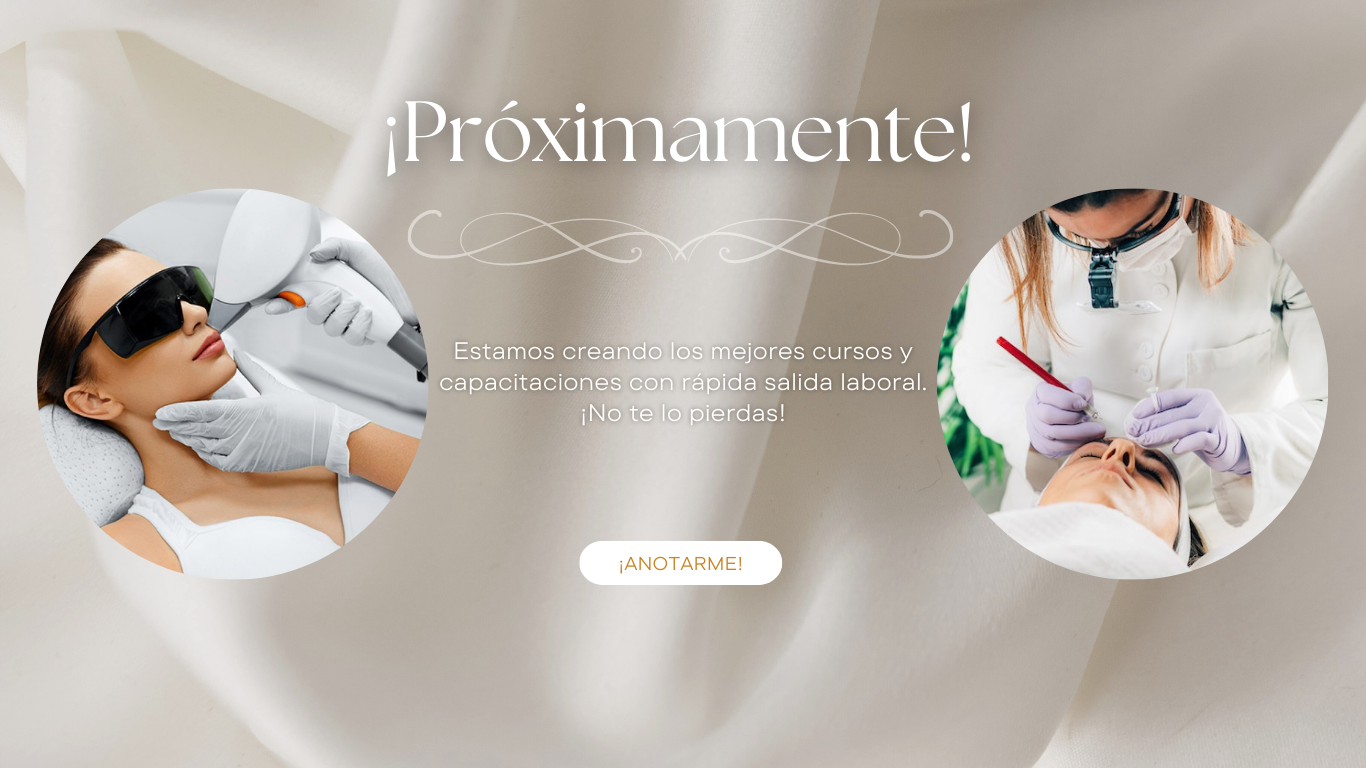 ¡Próximamente!
Estamos creando los mejores cursos y
capacitaciones con rápida salida laboral.
¡No te lo pierdas!
¡ANOTARME!